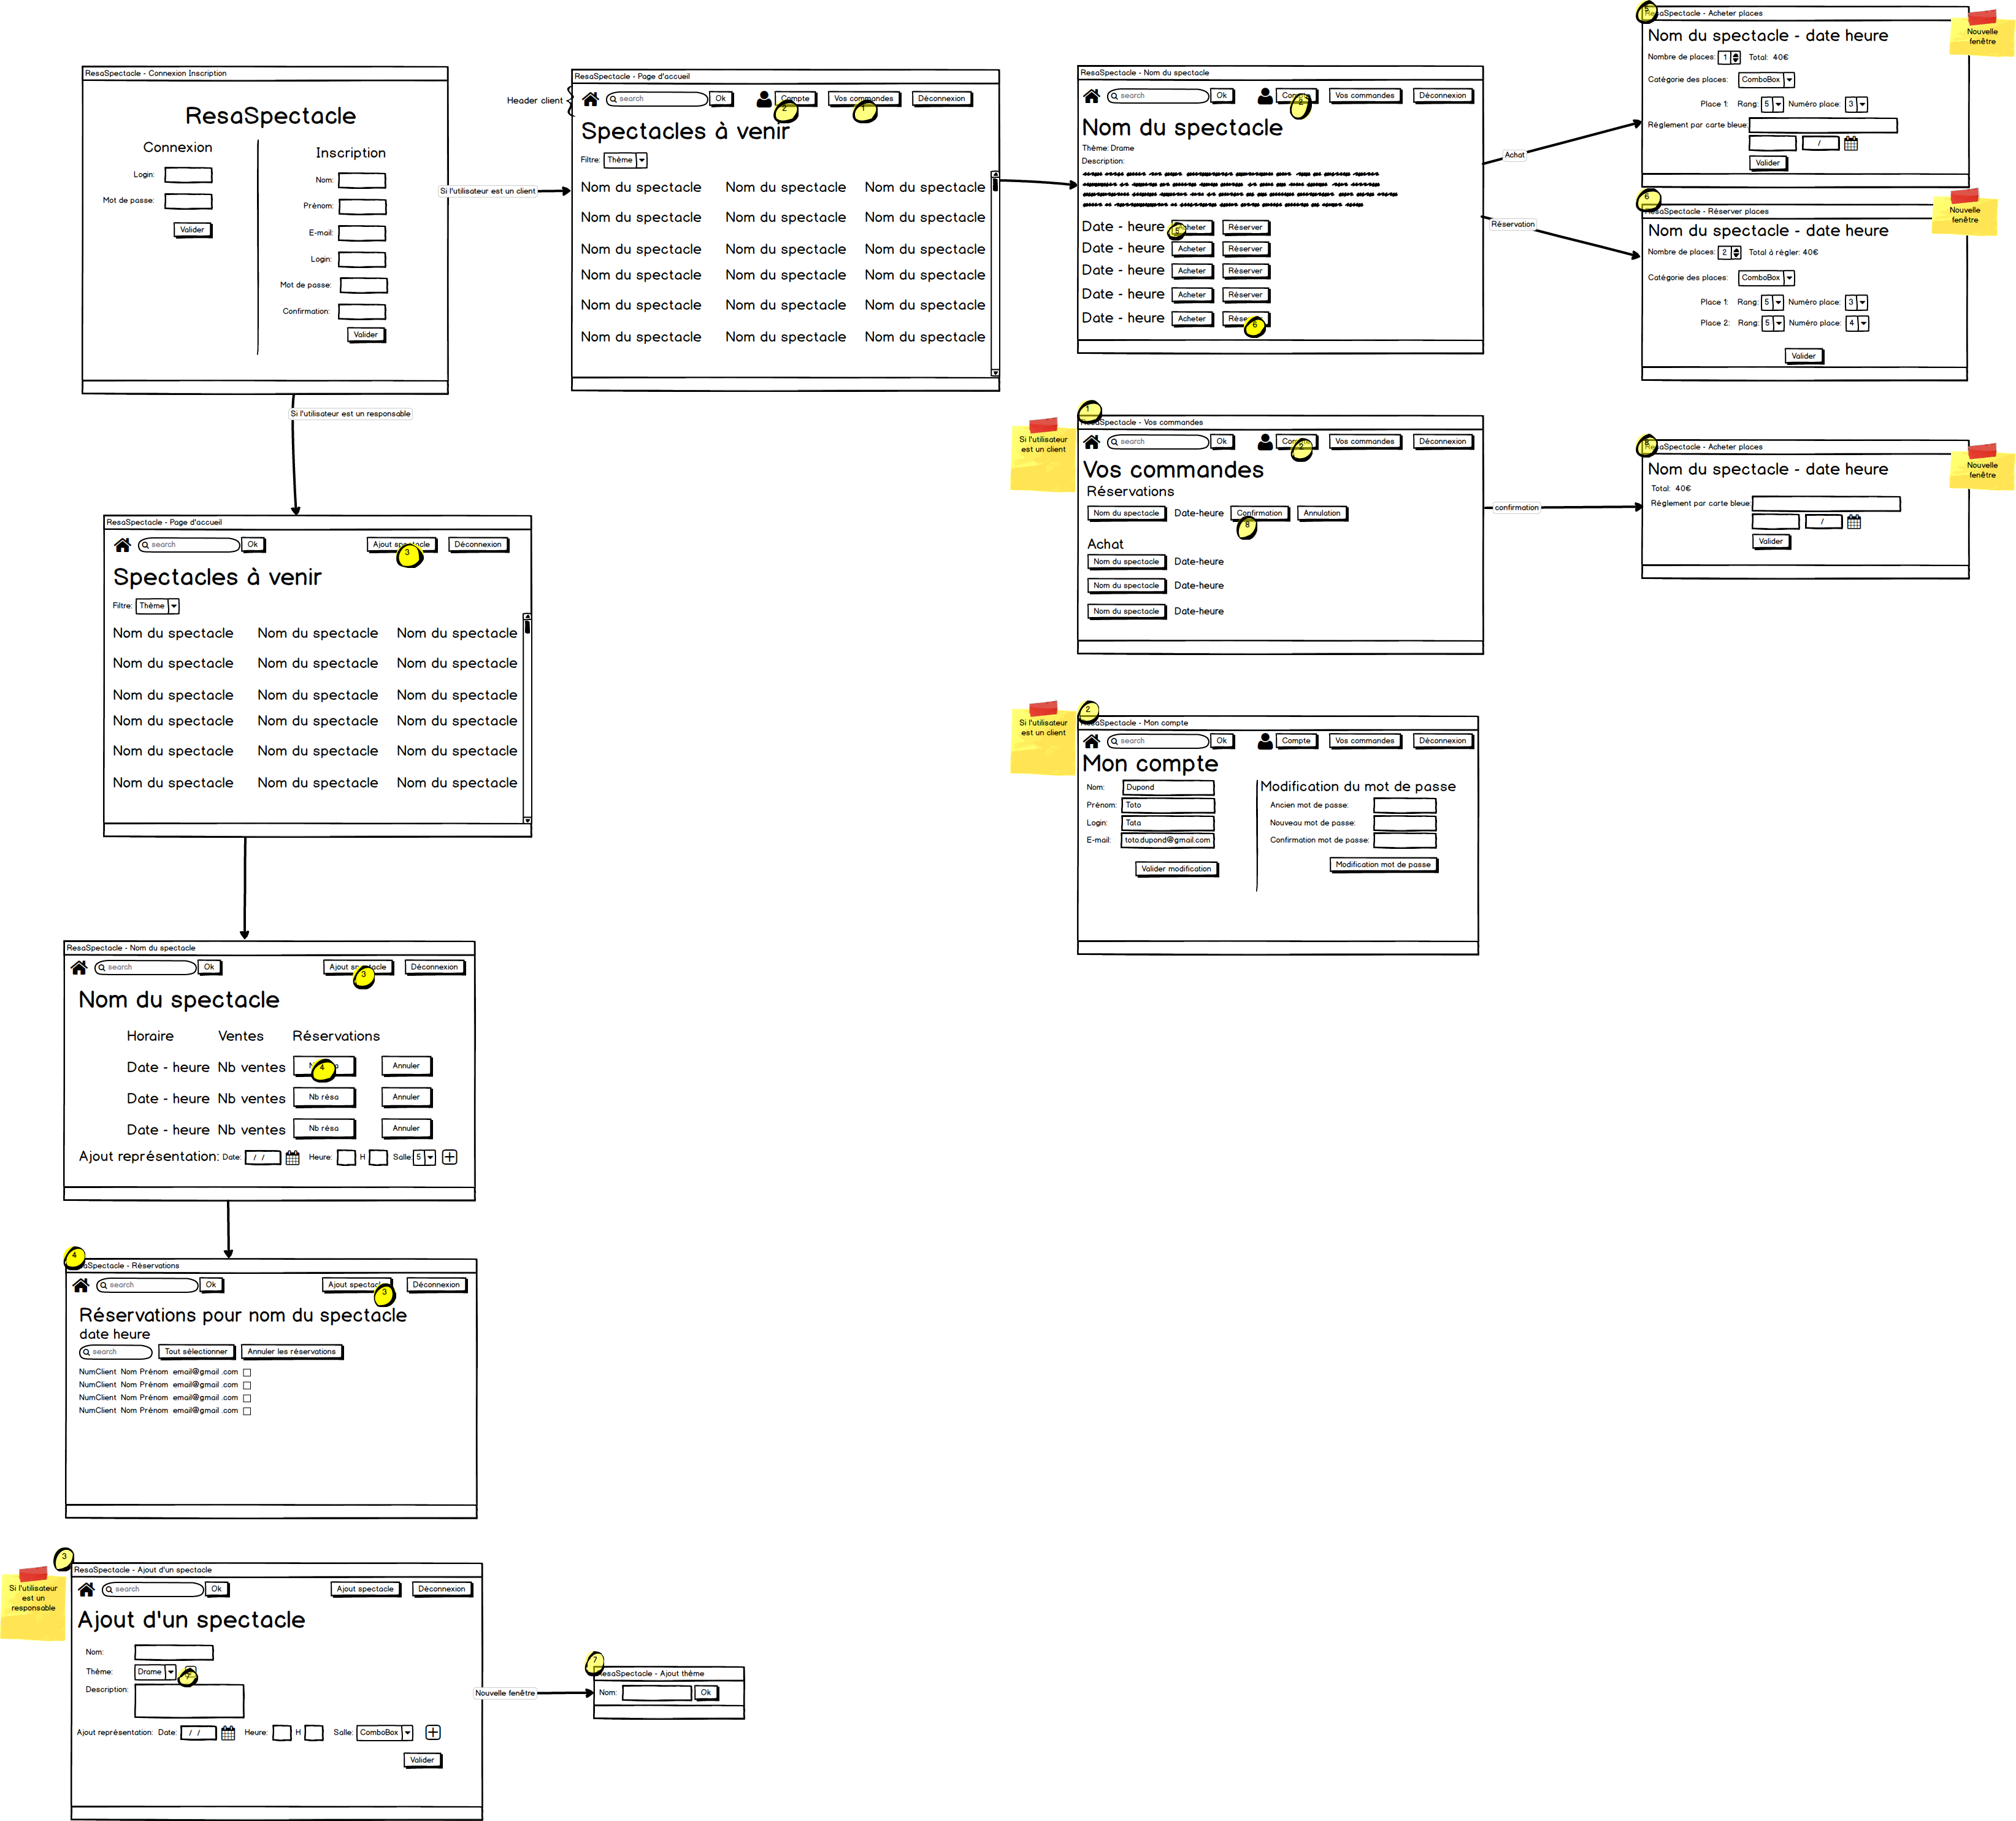 ResaSpectacle - Connexion Inscription
ResaSpectacle
Connexion
Login:
Mot de passe:
Valider
Inscription
Nom:
Prénom:
E-mail:
Login:
Mot de passe:
Confirmation:
Valider
Si l'utilisateur est un client
Si l'utilisateur est un responsable
Header client
ResaSpectacle - Page d'accueil
search Ok Compte Vos commandes Déconnexion
2 1
Spectacles à venir
Filtre: Thème
Nom du spectacle Nom du spectacle Nom du spectacle
Nom du spectacle Nom du spectacle Nom du spectacle
Nom du spectacle Nom du spectacle Nom du spectacle
Nom du spectacle Nom du spectacle Nom du spectacle
Nom du spectacle Nom du spectacle Nom du spectacle
Nom du spectacle Nom du spectacle Nom du spectacle
ResaSpectacle - Nom du spectacle
search Ok Vos commandes Déconnexion
2
Nom du spectacle
Thème: Drame
Description:
Date - heure Acheter Réserver
5
Date - heure Acheter Réserver
Date - heure Acheter Réserver
Date - heure Acheter Réserver
Date - heure Acheter Réserver
6
Achat
Réservation
5
ResaSpectacle - Acheter places
Nouvelle
fenêtre
Nom du spectacle - date heure
Nombre de places: 1 Total: 40€
Catégorie des places: ComboBox
Place 1: Rang: 5 Numéro place: 3
Règlement par carte bleue:
/
Valider
6
ResaSpectacle - Réserver places
Nouvelle
fenêtre
Nom du spectacle - date heure
Nombre de places: 2 Total à régler: 40€
Catégorie des places: ComboBox
Place 1: Rang: 5 Numéro place: 3
Place 2: Rang: 5 Numéro place: 4
Valider
1
Si l'utilisateur
est un client
ResaSpectacle - Vos commandes
search Ok Vos commandes Déconnexion
2
Vos commandes
Réservations
Nom du spectacle Date-heure Confirmation Annulation
8
Achat
Nom du spectacle Date-heure
Nom du spectacle Date-heure
Nom du spectacle Date-heure
confirmation
8
ResaSpectacle - Acheter places
Nouvelle
fenêtre
Nom du spectacle - date heure
Total: 40€
Règlement par carte bleue:
/
Valider
2
Si l'utilisateur
est un client
ResaSpectacle - Mon compte
search Ok Compte Vos commandes Déconnexion
Mon compte
Nom: Dupond
Prénom: Toto
Login: Tata
E-mail: toto.dupond@gmail.com
Valider modification
Modification du mot de passe
Ancien mot de passe:
Nouveau mot de passe:
Confirmation mot de passe:
Modification mot de passe
ResaSpectacle - Page d'accueil
search Ok Ajout spectacle Déconnexion
3
Spectacles à venir
Filtre: Thème
Nom du spectacle Nom du spectacle Nom du spectacle
Nom du spectacle Nom du spectacle Nom du spectacle
Nom du spectacle Nom du spectacle Nom du spectacle
Nom du spectacle Nom du spectacle Nom du spectacle
Nom du spectacle Nom du spectacle Nom du spectacle
Nom du spectacle Nom du spectacle Nom du spectacle
ResaSpectacle - Nom du spectacle
search Ok Ajout spectacle Déconnexion
3
Nom du spectacle
Horaire Ventes Réservations
Date - heure Nb ventes 4 Annuler
Date - heure Nb ventes Nb résa Annuler
Date - heure Nb ventes Nb résa Annuler
Ajout représentation: Date: / / Heure: H Salle: 5
4
ResaSpectacle - Réservations
search Ok Ajout spectacle Déconnexion
3
Réservations pour nom du spectacle
date heure
search Tout sélectionner Annuler les réservations
NumClient Nom Prénom email@gmail .com
NumClient Nom Prénom email@gmail .com
NumClient Nom Prénom email@gmail .com
NumClient Nom Prénom email@gmail .com
3
Si l'utilisateur
est un
responsable
ResaSpectacle - Ajout d'un spectacle
search Ok Ajout spectacle Déconnexion
Ajout d'un spectacle
Nom:
Thème: Drame
7
Description:
Ajout représentation: Date: / / Heure: H Salle: ComboBox
Valider
Nouvelle fenêtre
7
ResaSpectacle - Ajout thème
Nom: Ok